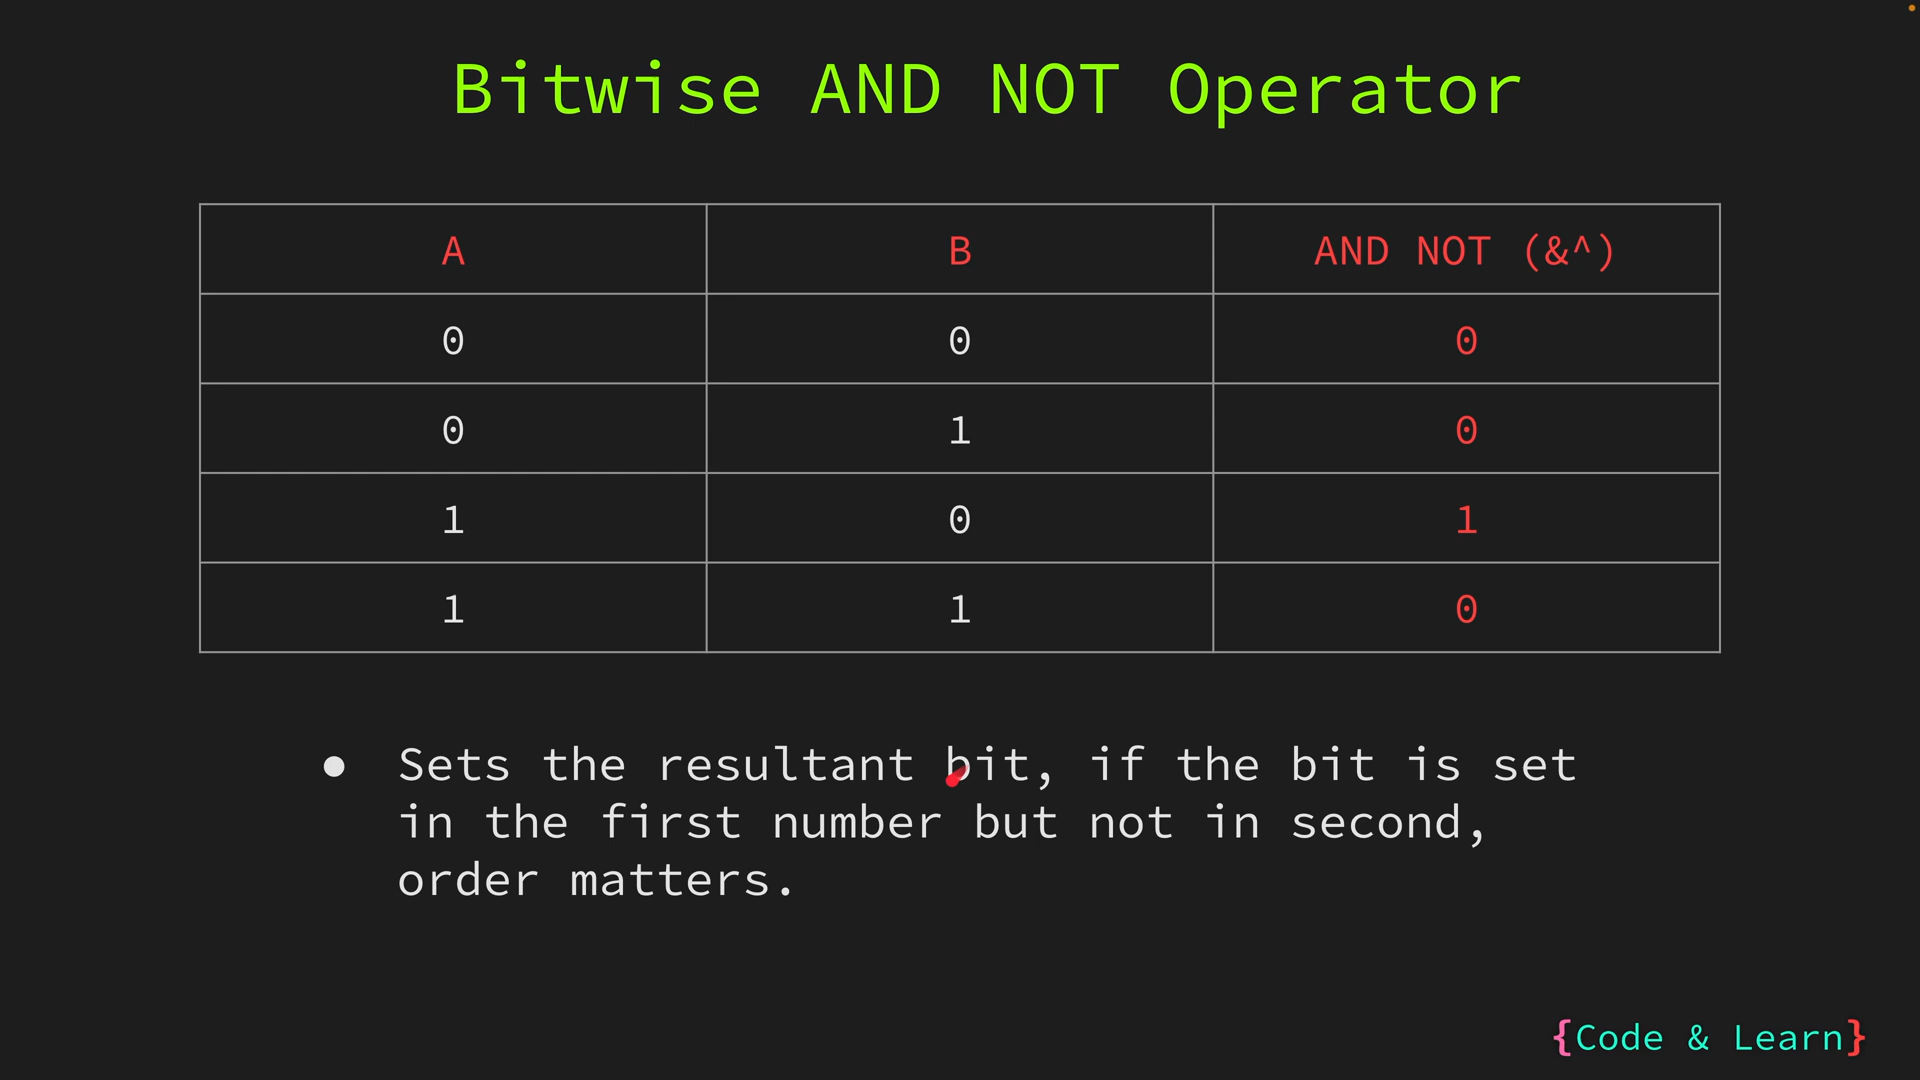 Bitwise AND NOT Operator
A B AND NOT (&^)
0 0 0
0 1 0
1 0 1
1 1 0
● Sets the resultant bit, if the bit is set
in the first number but not in second,
order matters.
{Code & Learn}